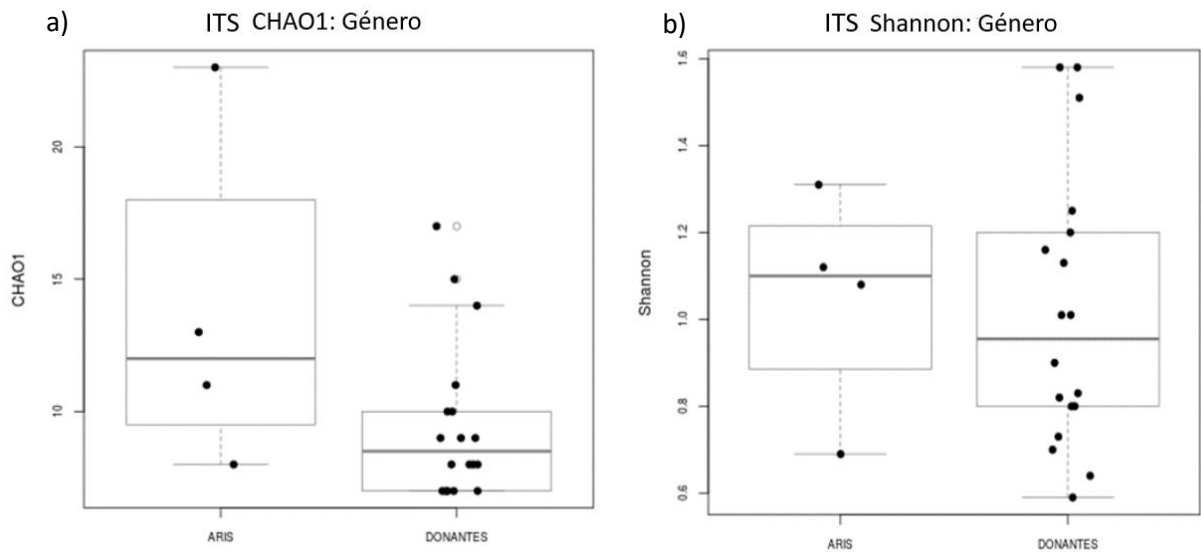 a) ITS CHAO1: Género
CHAO1
20
15
10
ARIS DONANTES
b) ITS Shannon: Género
Shannon
1.6
1.4
1.2
1.0
0.8
0.6
ARIS DONANTES